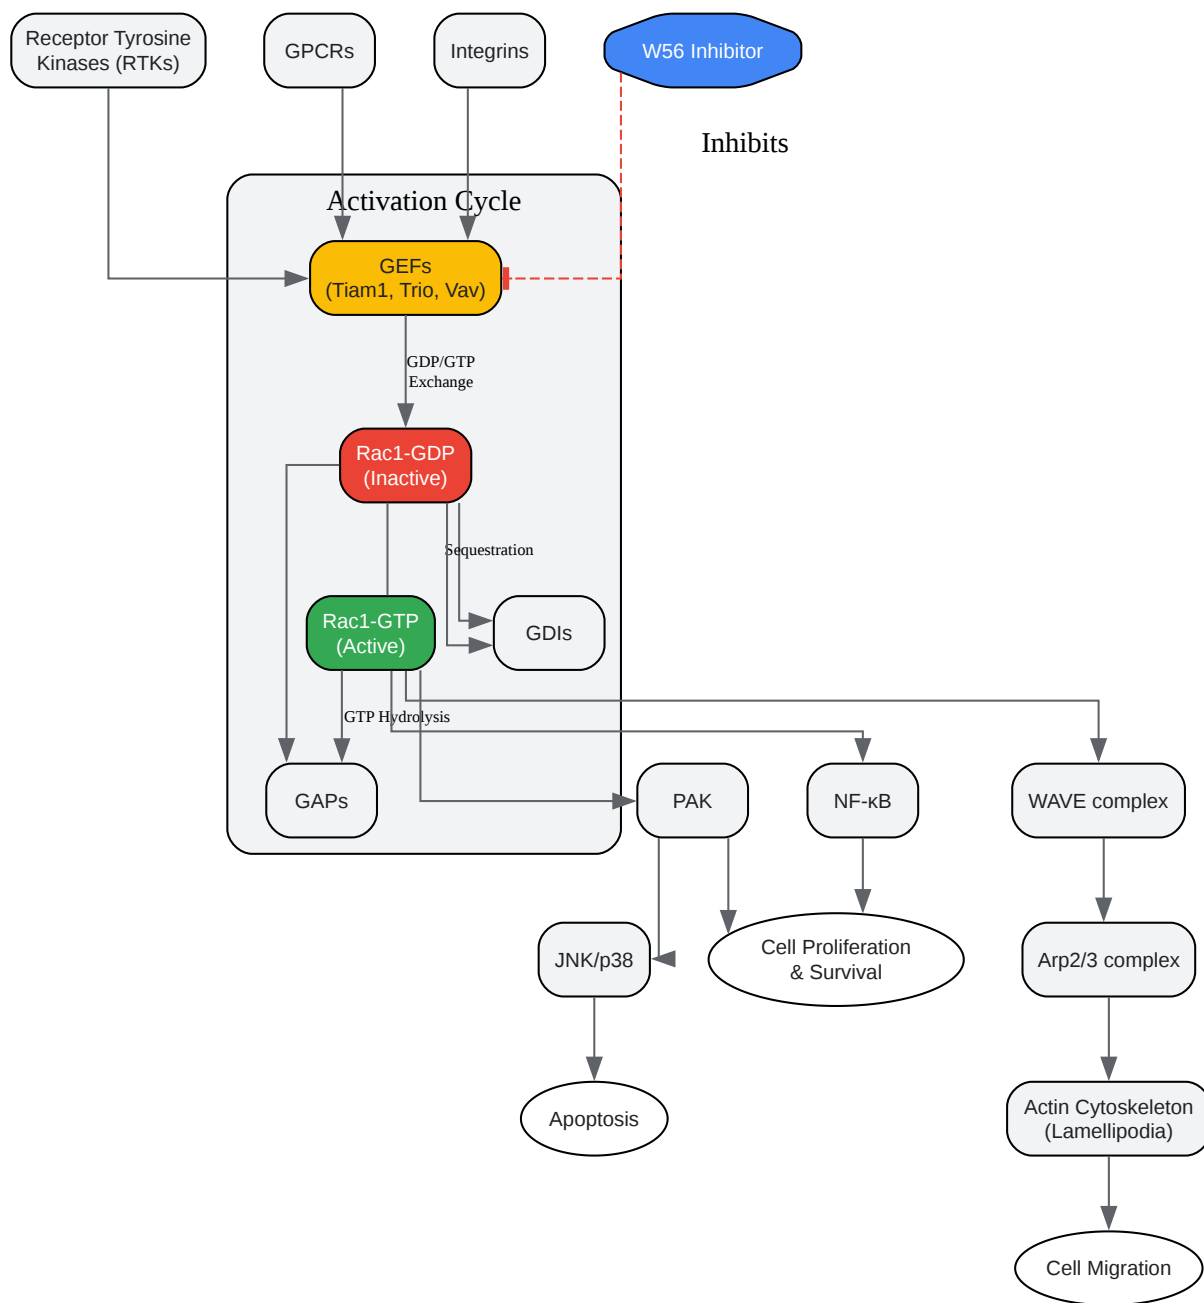 Receptor Tyrosine
Kinases (RTKs)
GPCRs
Integrins
W56 Inhibitor
Inhibits
Activation Cycle
GEFs
(Tiam1, Trio, Vav)
GDP/GTP
Exchange
Rac1-GDP
(Inactive)
Sequestration
Rac1-GTP
(Active)
GDIs
GTP Hydrolysis
GAPs
PAK
NF-κB
WAVE complex
JNK/p38
Cell Proliferation
& Survival
Arp2/3 complex
Apoptosis
Actin Cytoskeleton
(Lamellipodia)
Cell Migration